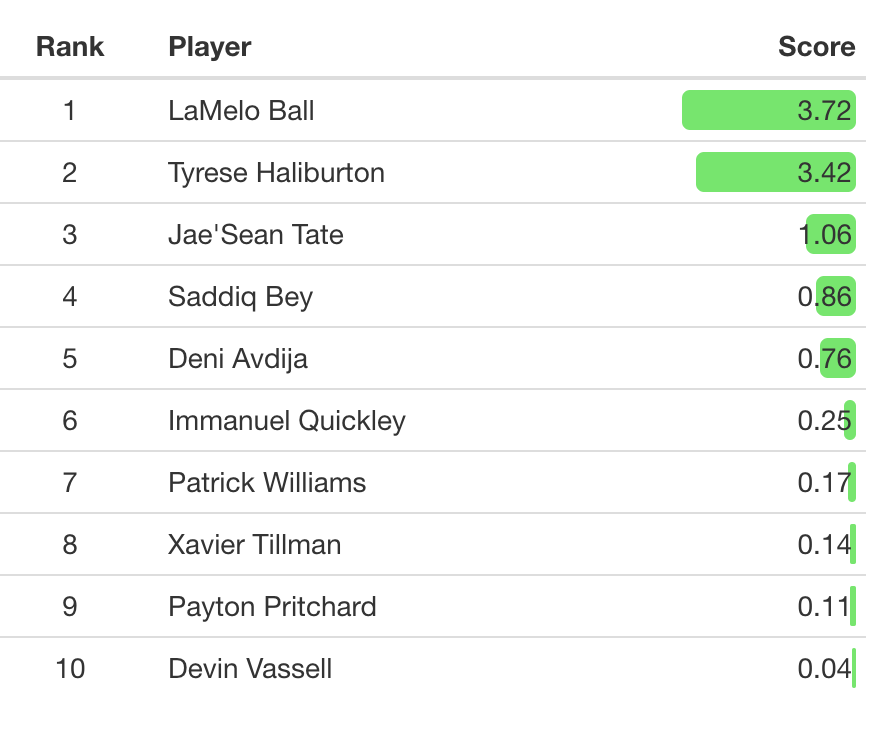 Rank Player Score
1 LaMelo Ball 3.72
2 Tyrese Haliburton 3.42
3 Jae'Sean Tate 1.06
4 Saddiq Bey 0.86
5 Deni Avdija 0.76
6 Immanuel Quickley 0.25
7 Patrick Williams 0.17
8 Xavier Tillman 0.14
9 Payton Pritchard 0.11
10 Devin Vassell 0.04